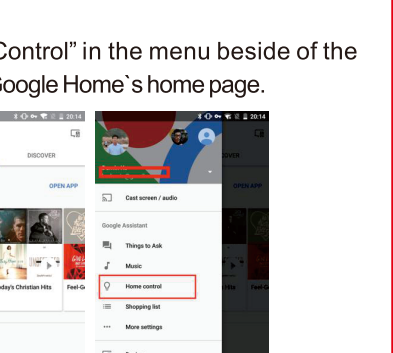 Control” in the menu beside of the
Google Home`s home page.
20:14
DISCOVER
OPEN APP
day's Christian Hits
Feel-G
20:14
Cast screen / audio
Google Assistant
Things to Ask
Music
Home control
Shopping list
More settings
OVER
OPEN APP
Hits
Feel-G